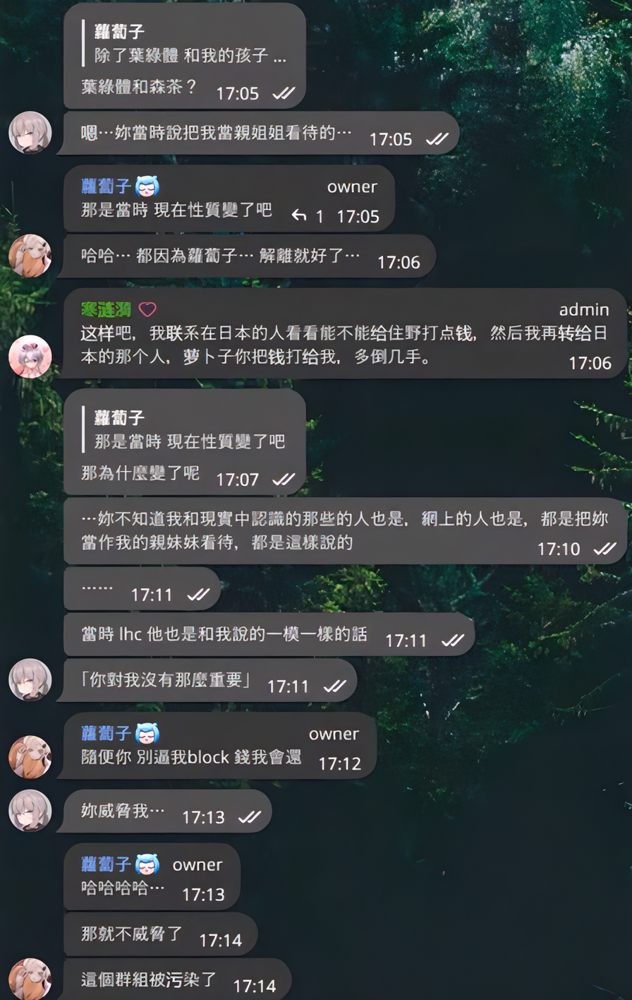 蘿蔔子
除了葉綠體 和我的孩子 ...
葉綠體和森茶？ 17:05
嗯…妳當時說把我當親姐姐看待的… 17:05
蘿蔔子 owner
那是當時 現在性質變了吧 1 17:05
哈哈… 都因為蘿蔔子… 解離就好了… 17:06
寒涟漪 admin
这样吧，我联系在日本的人看看能不能给住野打点钱，然后我再转给日
本的那个人，萝卜子你把钱打给我，多倒几手。 17:06
蘿蔔子
那是當時 現在性質變了吧
那為什麼變了呢 17:07
…妳不知道我和現實中認識的那些的人也是，網上的人也是，都是把妳
當作我的親妹妹看待，都是這樣說的 17:10
…… 17:11
當時 lhc 他也是和我說的一模一樣的話 17:11
「你對我沒有那麼重要」 17:11
蘿蔔子 owner
隨便你 別逼我block 錢我會還 17:12
妳威脅我… 17:13
蘿蔔子 owner
哈哈哈哈… 17:13
那就不威脅了 17:14
這個群組被污染了 17:14